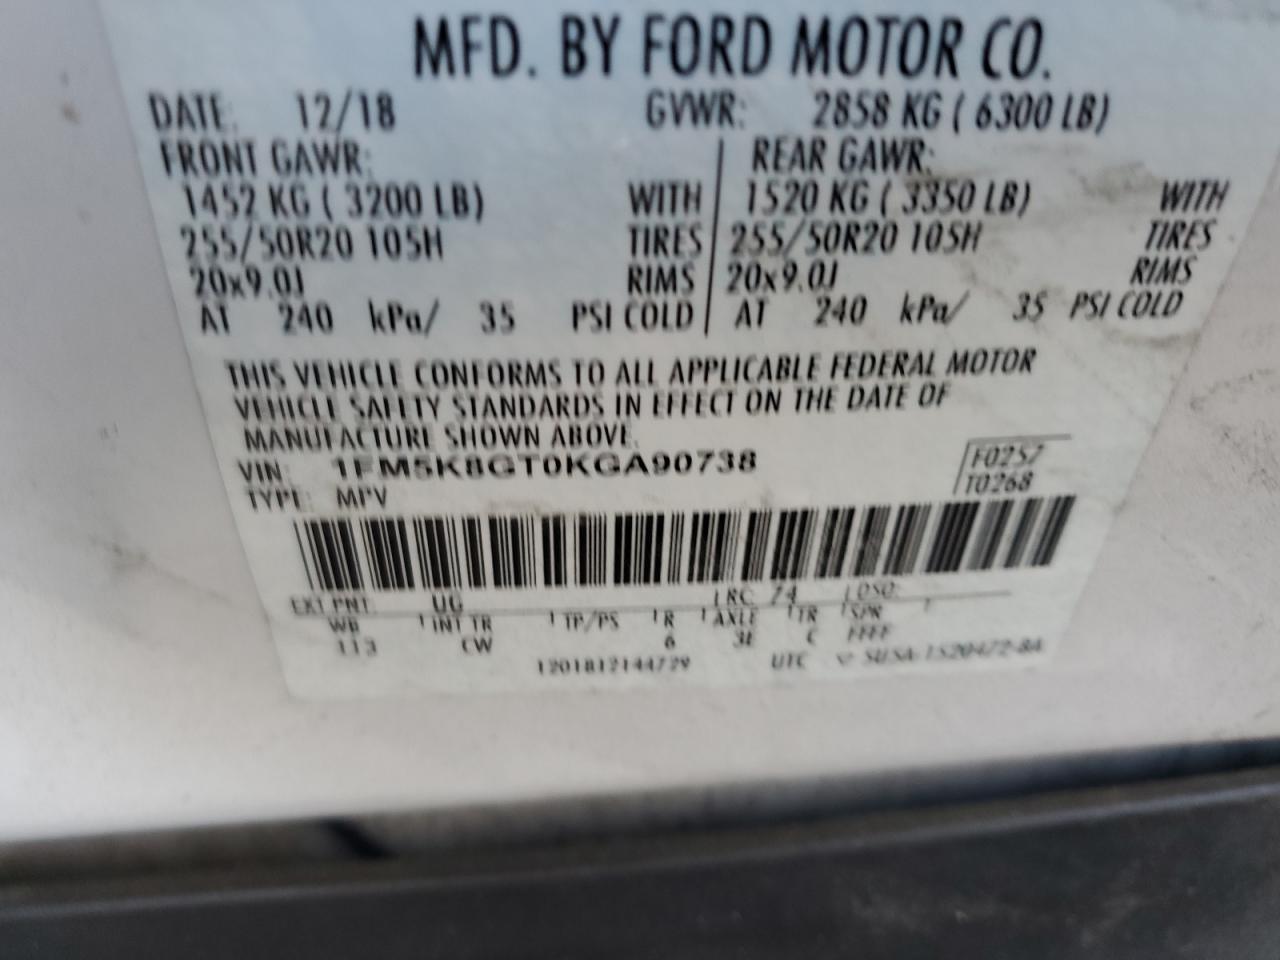 MFD. BY FORD MOTOR CO.
DATE: 12/18 GVWR: 2858 KG ( 6300 LB)
FRONT GAWR: REAR GAWR:
1452 KG ( 3200 LB) WITH 1520 KG ( 3350 LB) WITH
255/50R20 105H TIRES 255/50R20 105H TIRES
20x9.0J RIMS 20x9.0J RIMS
AT 240 kPa/ 35 PSI COLD AT 240 kPa/ 35 PSI COLD
THIS VEHICLE CONFORMS TO ALL APPLICABLE FEDERAL MOTOR
VEHICLE SAFETY STANDARDS IN EFFECT ON THE DATE OF
MANUFACTURE SHOWN ABOVE.
VIN: 1FM5K8GT0KGA90738 F0257
TYPE: MPV T0268
EXT PNT: UG LRC: 74 DSO:
WB INT TR TP/PS R AXLE TR SPR
113 CW 6 3E C FFFF
1201812144729 UTC 5U5A-1520472-BA